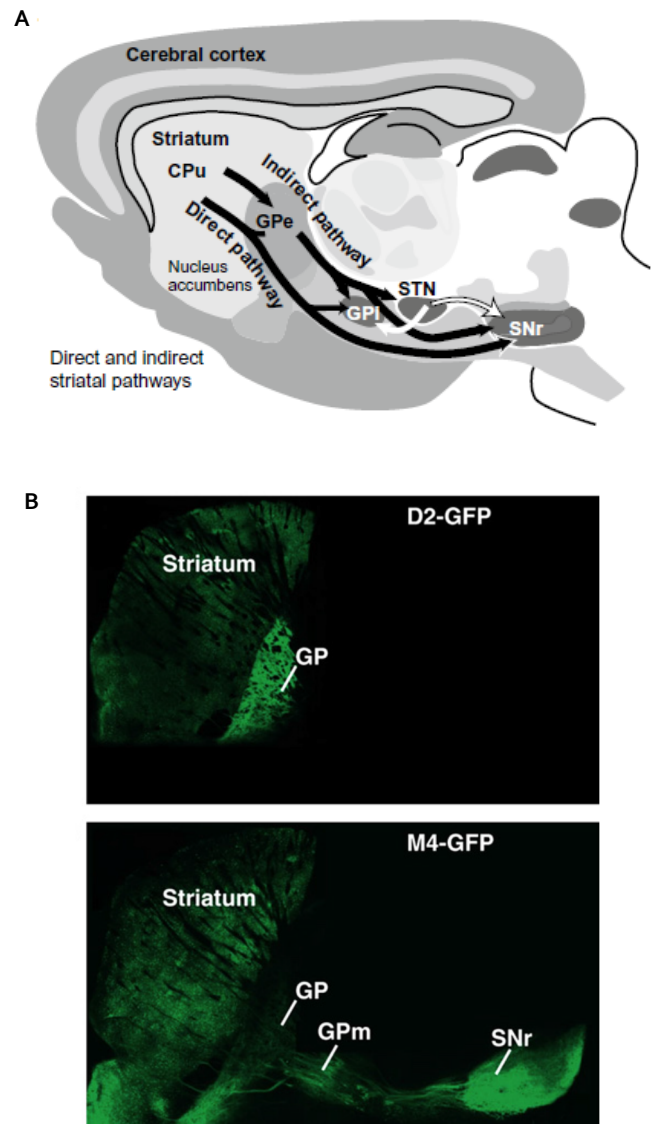 A
Cerebral cortex
Striatum
CPu
Indirect pathway
GPe
Direct pathway
Nucleus
accumbens
STN
GPI
SNr
Direct and indirect
striatal pathways
B
D2-GFP
Striatum
GP
M4-GFP
Striatum
GP
GPm
SNr